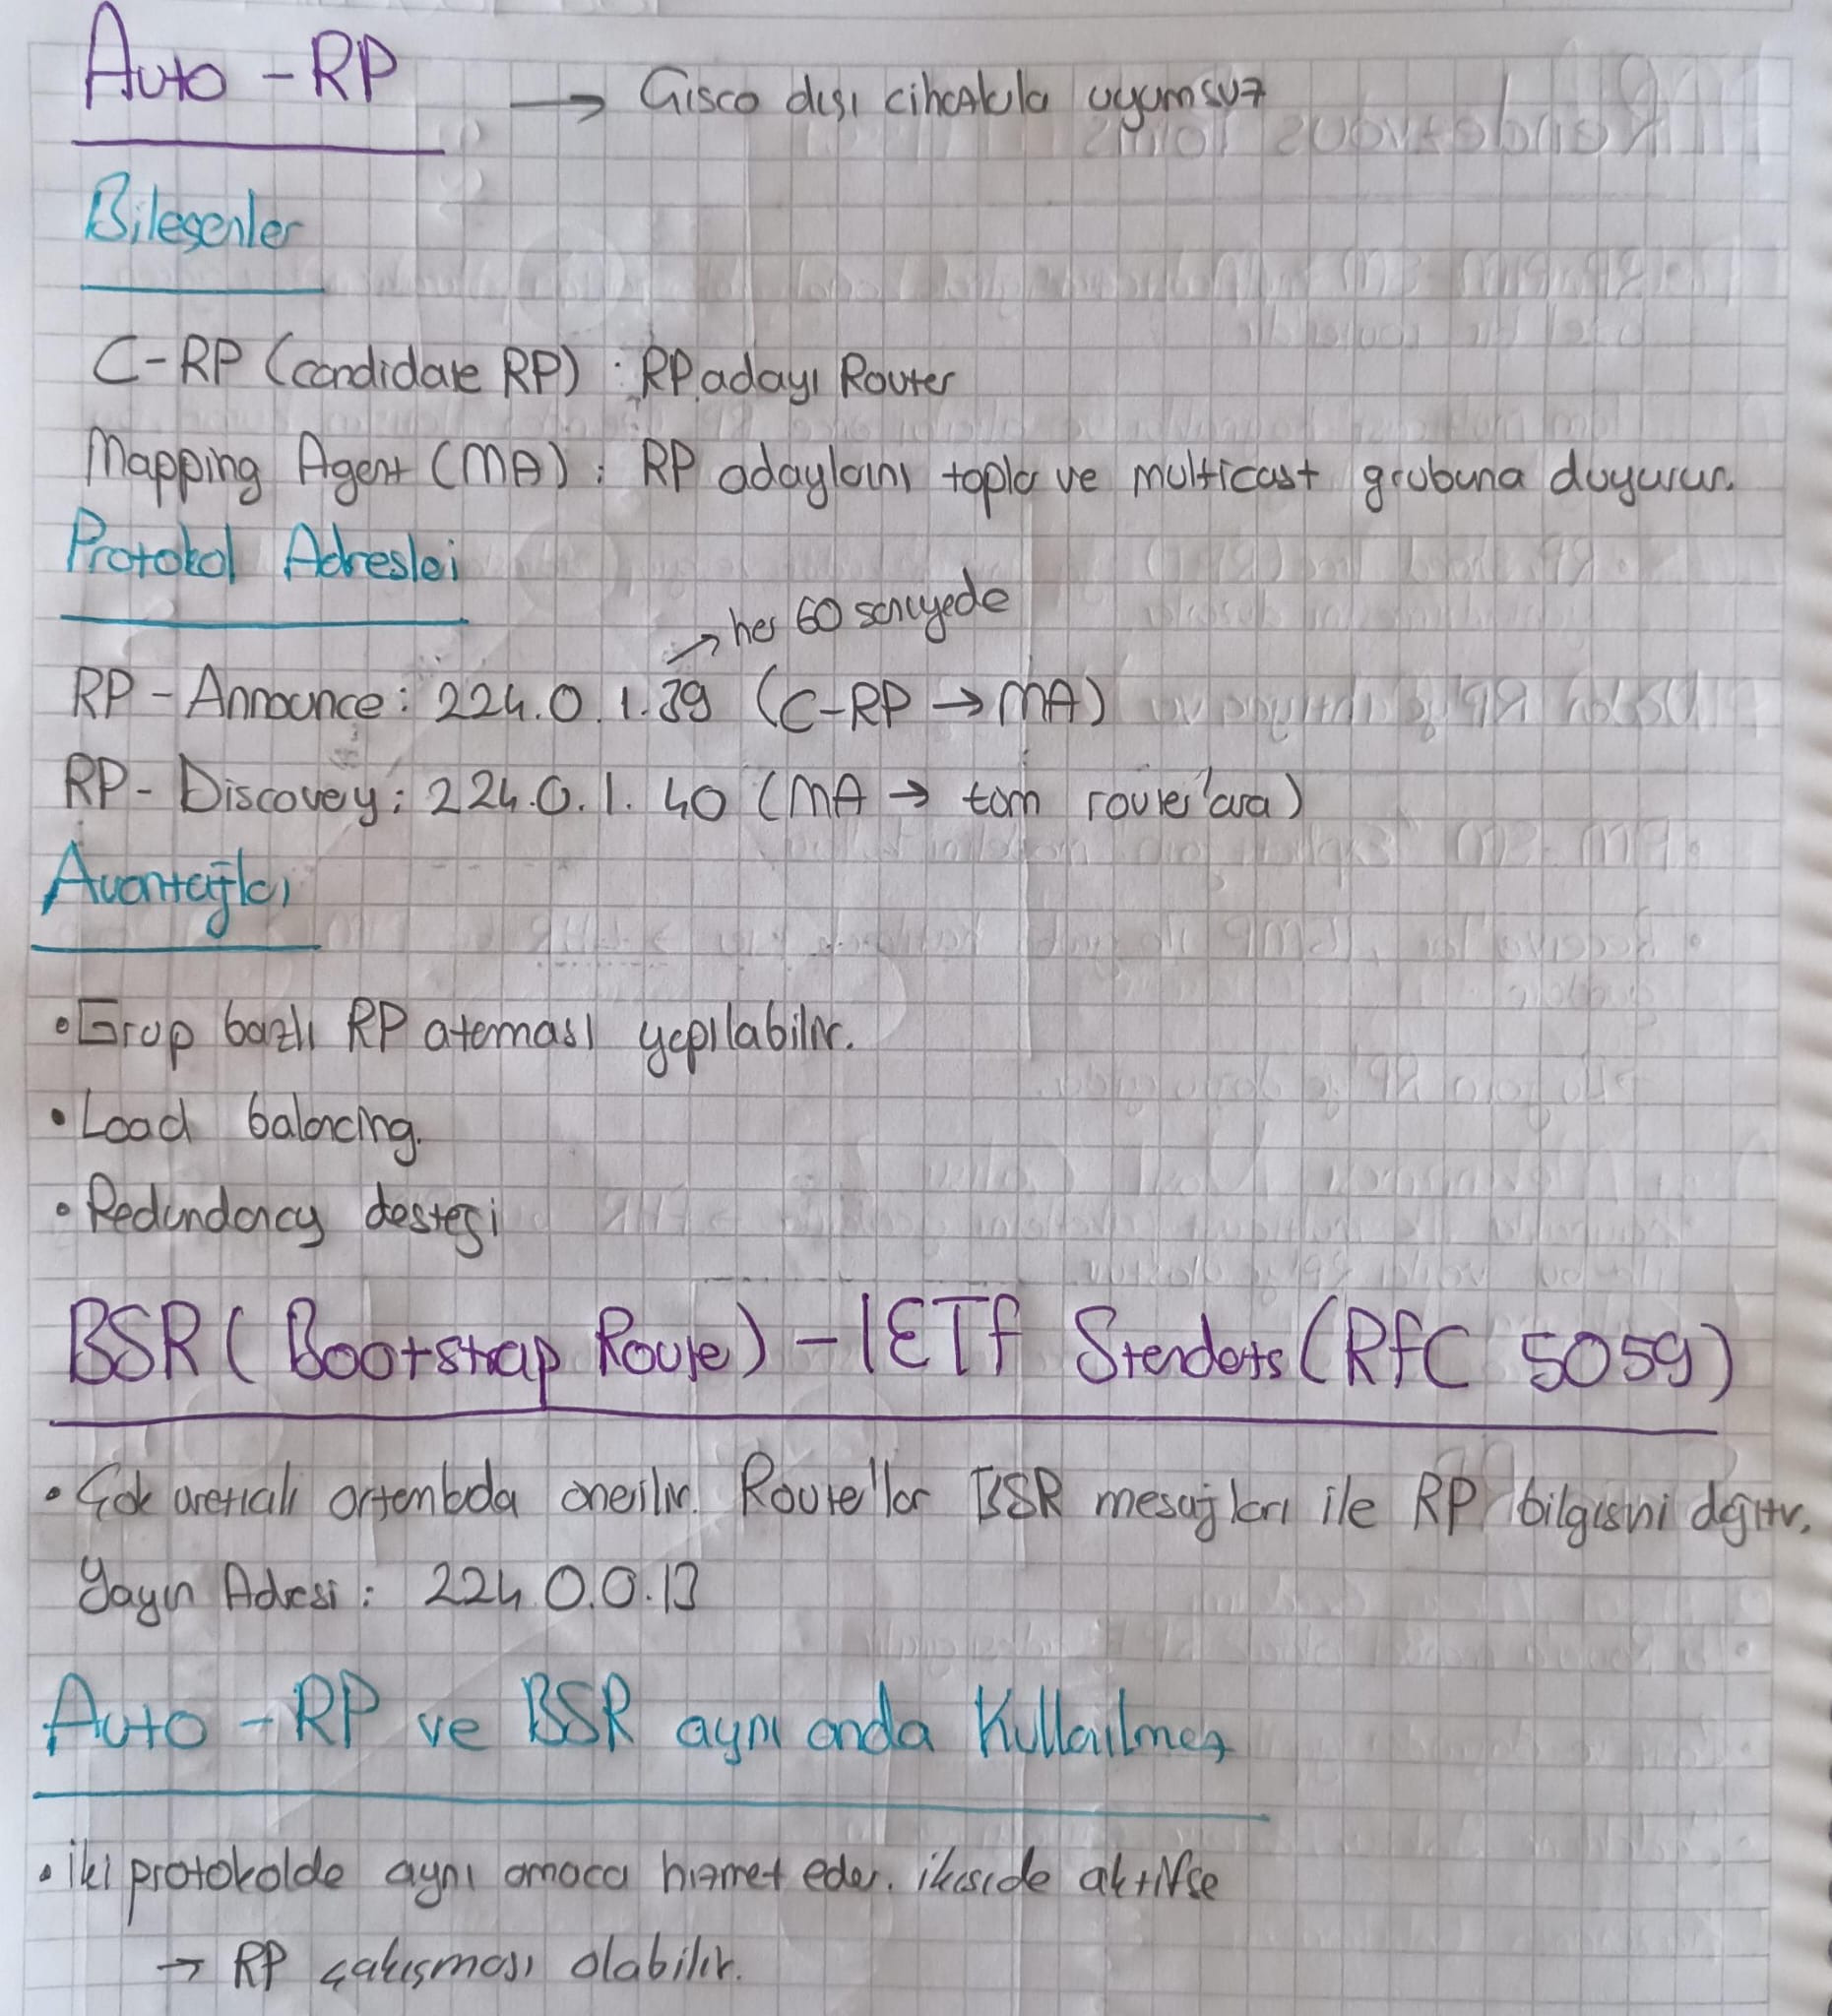 Auto - RP → Cisco dışı cihazlarla uyumsuz
Bileşenler
C-RP (candidate RP) : RP adayı Router
Mapping Agent (MA) : RP adaylarını topla ve multicast grubuna duyurur.
Protokol Adresleri
→ her 60 saniyede
RP - Announce : 224.0.1.39 (C-RP → MA)
RP - Discovey : 224.0.1.40 (MA → tüm router'lara)
Avantajları
• Grup bazlı RP ataması yapılabilir.
• Load balancing.
• Redundancy desteği
BSR ( Bootstrap Router) - IETF Standartı (RFC 5059)
• Çok üreticili ortamlarda önerilir. Router'lar BSR mesajları ile RP bilgisini dağıtır.
Yayın Adresi : 224.0.0.13
Auto - RP ve BSR aynı anda Kullanılmaz
• iki protokolde aynı amaca hizmet eder. ikiside aktifse
→ RP çakışması olabilir.